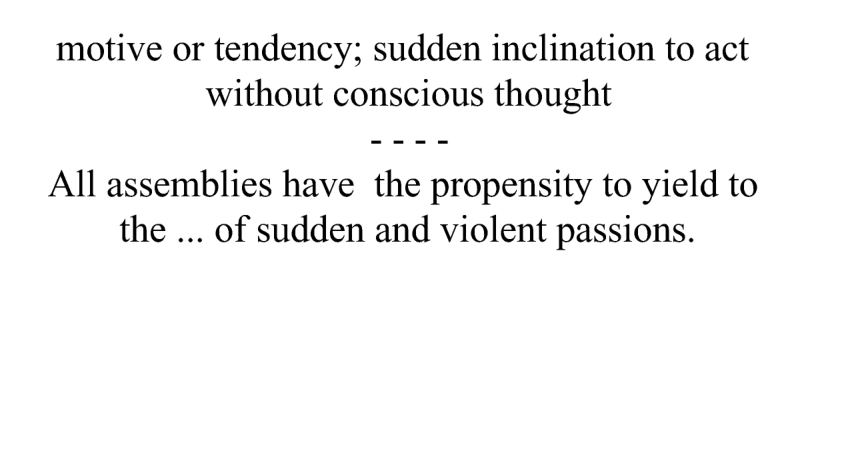 motive or tendency; sudden inclination to act
without conscious thought
- - - -
All assemblies have  the propensity to yield to
the ... of sudden and violent passions.